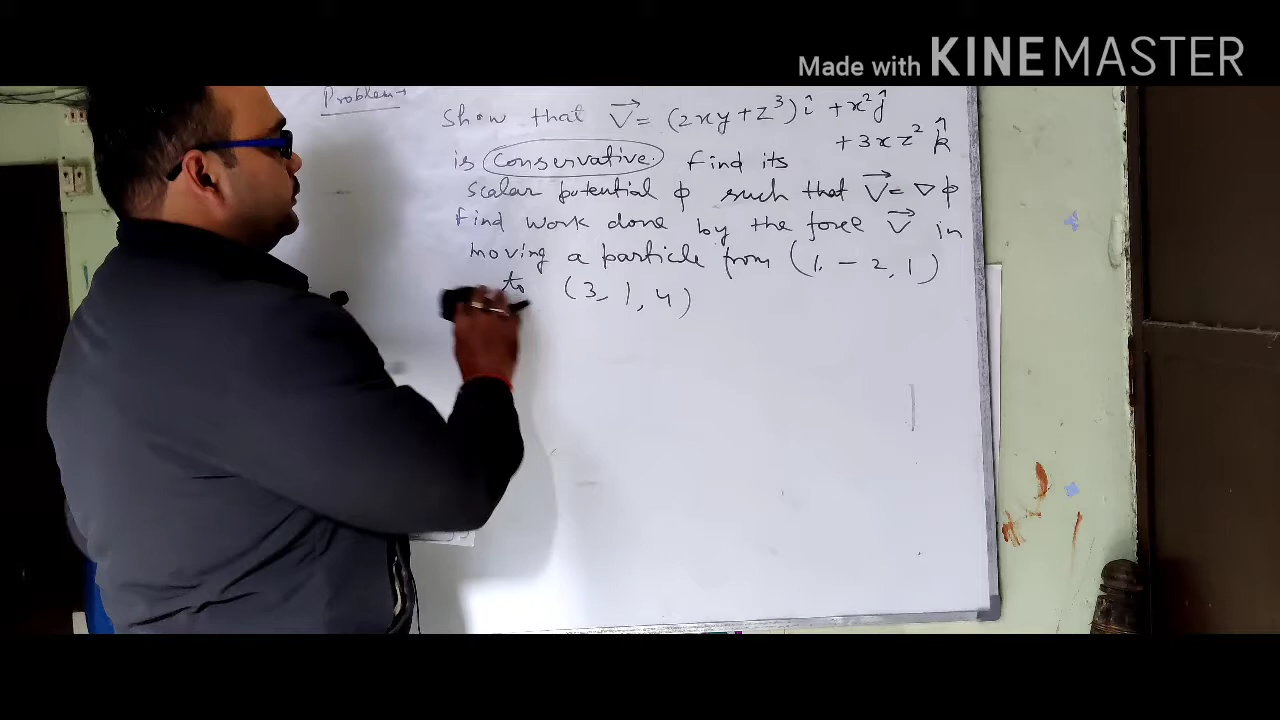 Made with KINEMASTER
Problem→
Show that V⃗ = (2xy+z³)î + x²ĵ
+ 3xz² k̂
is Conservative. Find its
scalar potential ϕ such that V⃗ = ∇ϕ
Find work done by the force V⃗ in
moving a particle from (1, -2, 1)
to (3, 1, 4)